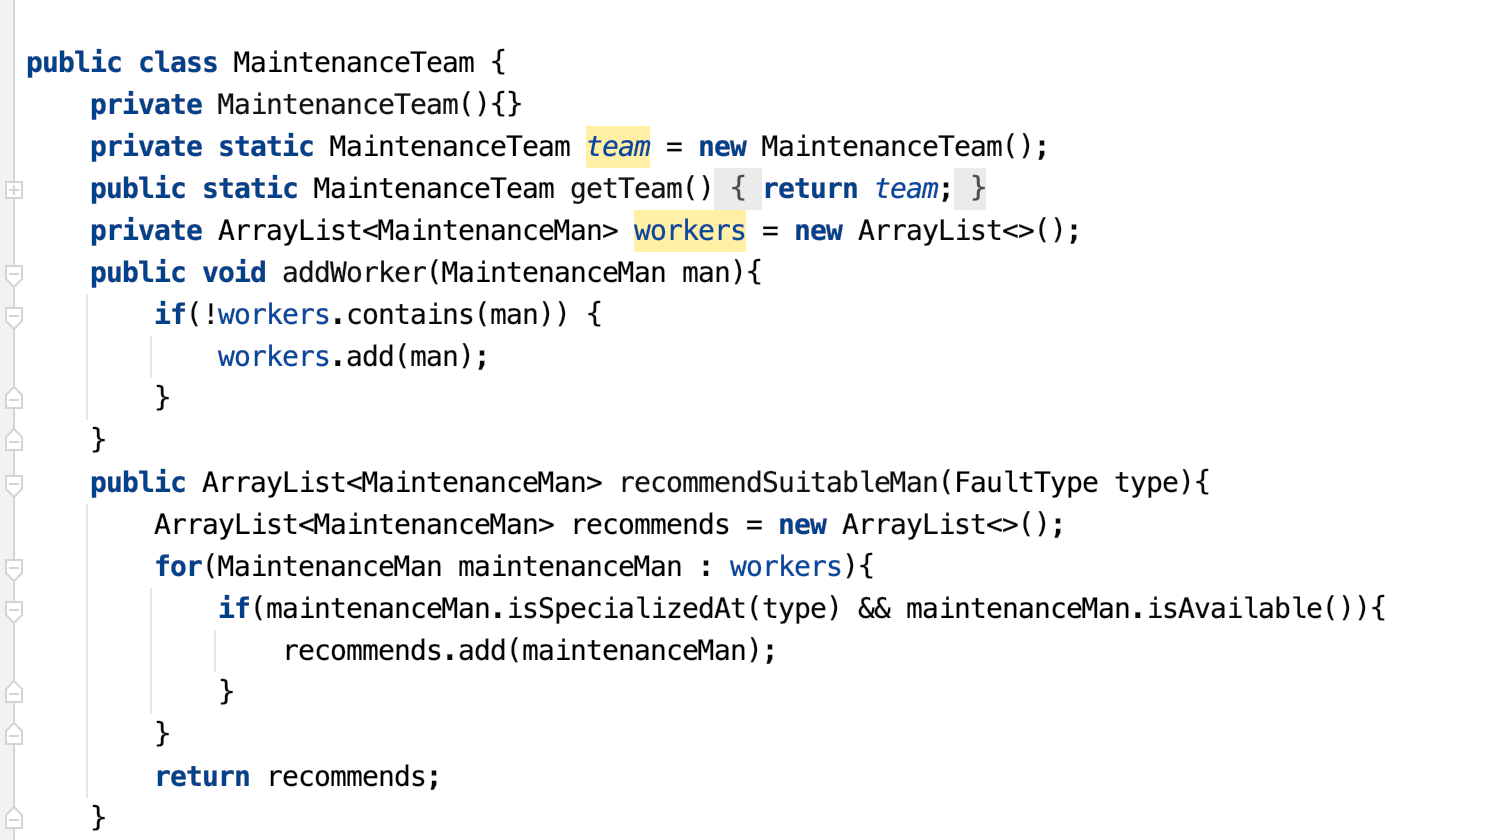 public class MaintenanceTeam {
    private MaintenanceTeam(){}
    private static MaintenanceTeam team = new MaintenanceTeam();
    public static MaintenanceTeam getTeam() { return team; }
    private ArrayList<MaintenanceMan> workers = new ArrayList<>();
    public void addWorker(MaintenanceMan man){
        if(!workers.contains(man)) {
            workers.add(man);
        }
    }
    public ArrayList<MaintenanceMan> recommendSuitableMan(FaultType type){
        ArrayList<MaintenanceMan> recommends = new ArrayList<>();
        for(MaintenanceMan maintenanceMan : workers){
            if(maintenanceMan.isSpecializedAt(type) && maintenanceMan.isAvailable()){
                recommends.add(maintenanceMan);
            }
        }
        return recommends;
    }